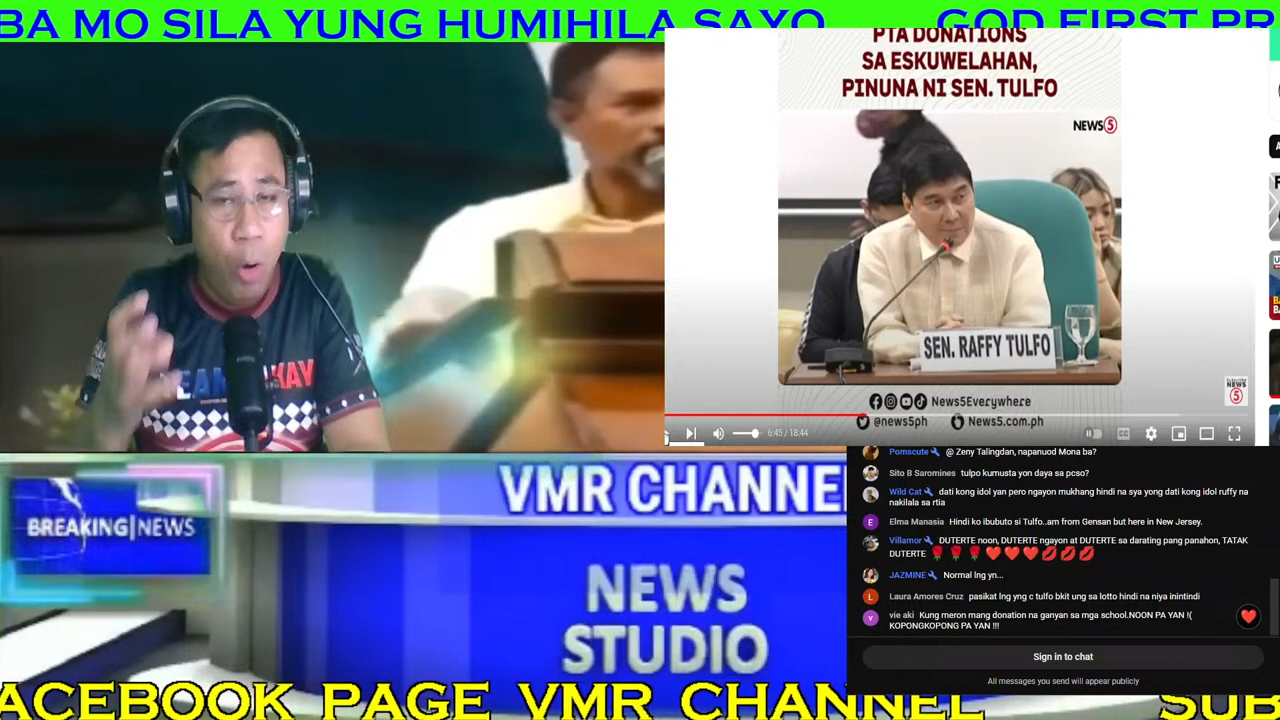 BA MO SILA YUNG HUMIHILA SAYO
GOD FIRST PR
PTA DONATIONS
SA ESKUWELAHAN,
PINUNA NI SEN. TULFO
NEWS5
SEN. RAFFY TULFO
News5Everywhere
@news5ph
News5.com.ph
NEWS
5
6:45 / 18:44
BREAKING NEWS
VMR CHANNE
NEWS
STUDIO
Pomscute @ Zeny Talingdan, napanuod Mona ba?
Sito B Saromines tulpo kumusta yon daya sa pcso?
Wild Cat dati kong idol yan pero ngayon mukhang hindi na sya yong dati kong idol ruffy na
nakilala sa rtia
E
Elma Manasia Hindi ko ibubuto si Tulfo..am from Gensan but here in New Jersey.
Villamor DUTERTE noon, DUTERTE ngayon at DUTERTE sa darating pang panahon, TATAK
DUTERTE 🌹🌹🌹❤️❤️❤️💋💋💋
JAZMINE Normal lng yn...
L
Laura Amores Cruz pasikat lng yng c tulfo bkit ung sa lotto hindi na niya inintindi
v
vie aki Kung meron mang donation na ganyan sa mga school.NOON PA YAN !(
KOPONGKOPONG PA YAN !!!
Sign in to chat
All messages you send will appear publicly
ACEBOOK PAGE VMR CHANNEL
SUB